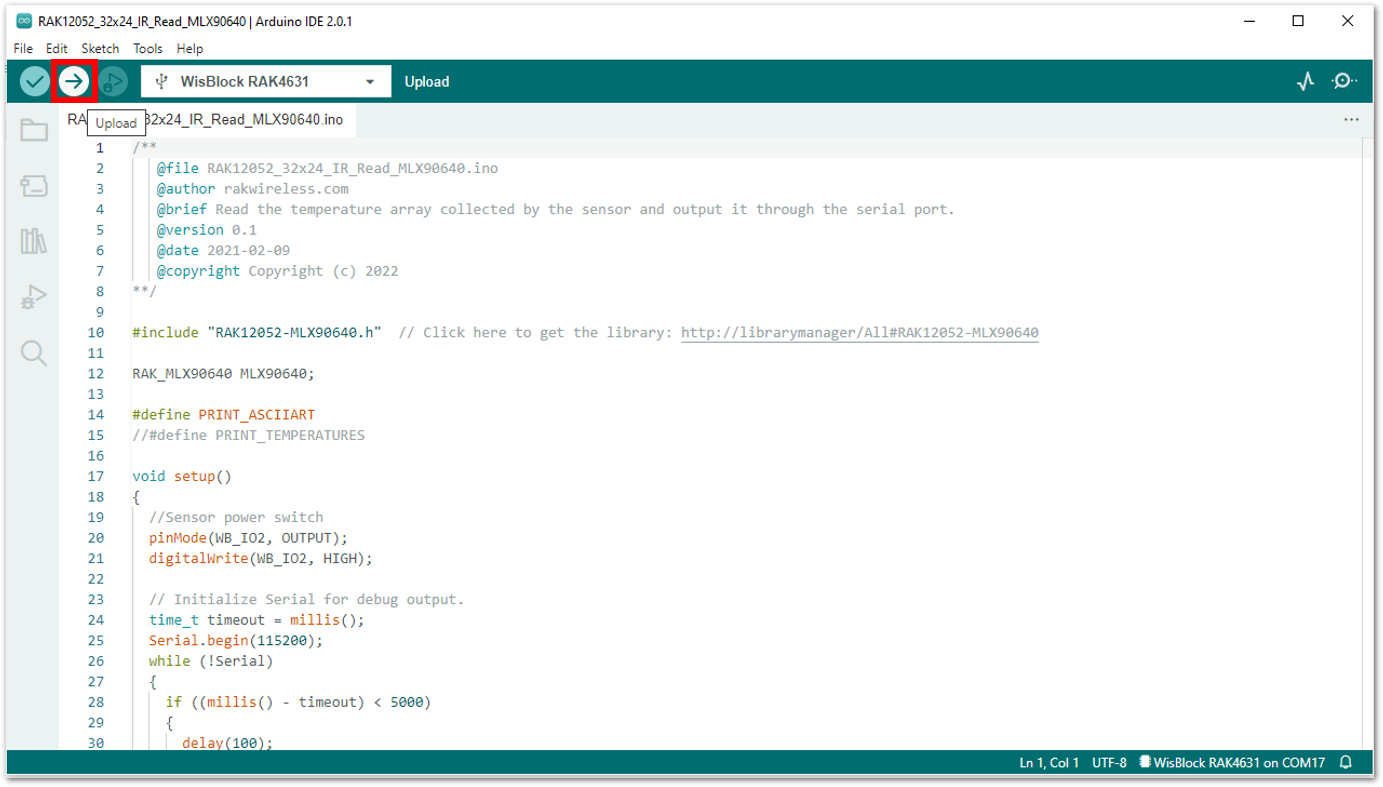 RAK12052_32x24_IR_Read_MLX90640 | Arduino IDE 2.0.1
File Edit Sketch Tools Help
WisBlock RAK4631 Upload
RA 32x24_IR_Read_MLX90640.ino ...
Upload
1 /**
2 @file RAK12052_32x24_IR_Read_MLX90640.ino
3 @author rakwireless.com
4 @brief Read the temperature array collected by the sensor and output it through the serial port.
5 @version 0.1
6 @date 2021-02-09
7 @copyright Copyright (c) 2022
8 **/
9
10 #include "RAK12052-MLX90640.h" // Click here to get the library: http://librarymanager/All#RAK12052-MLX90640
11
12 RAK_MLX90640 MLX90640;
13
14 #define PRINT_ASCIIART
15 //#define PRINT_TEMPERATURES
16
17 void setup()
18 {
19 //Sensor power switch
20 pinMode(WB_IO2, OUTPUT);
21 digitalWrite(WB_IO2, HIGH);
22
23 // Initialize Serial for debug output.
24 time_t timeout = millis();
25 Serial.begin(115200);
26 while (!Serial)
27 {
28 if ((millis() - timeout) < 5000)
29 {
30 delay(100);
Ln 1, Col 1 UTF-8 WisBlock RAK4631 on COM17